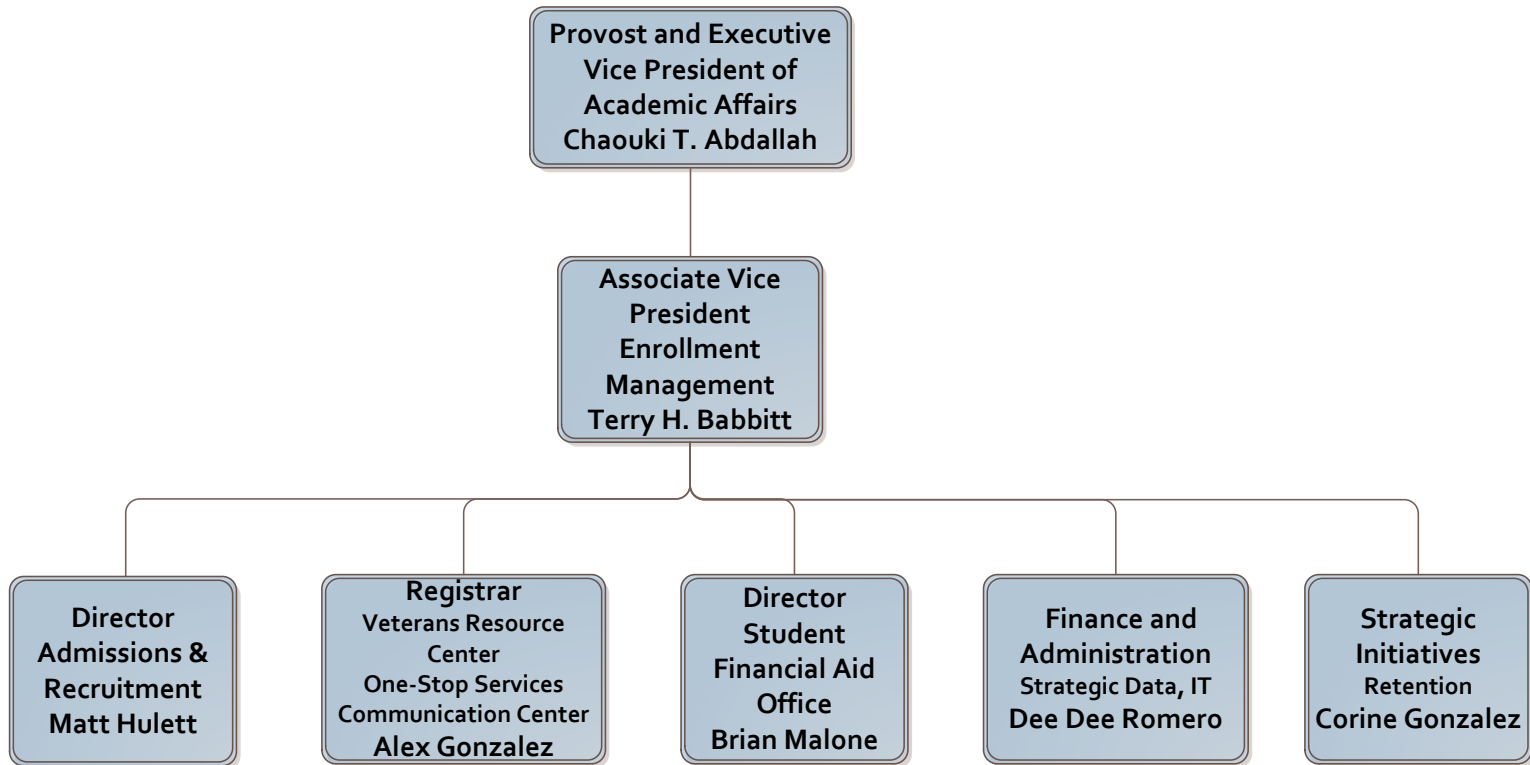 Provost and Executive
Vice President of
Academic Affairs
Chaouki T. Abdallah
Associate Vice
President
Enrollment
Management
Terry H. Babbitt
Director
Admissions &
Recruitment
Matt Hulett
Registrar
Veterans Resource
Center
One-Stop Services
Communication Center
Alex Gonzalez
Director
Student
Financial Aid
Office
Brian Malone
Finance and
Administration
Strategic Data, IT
Dee Dee Romero
Strategic
Initiatives
Retention
Corine Gonzalez